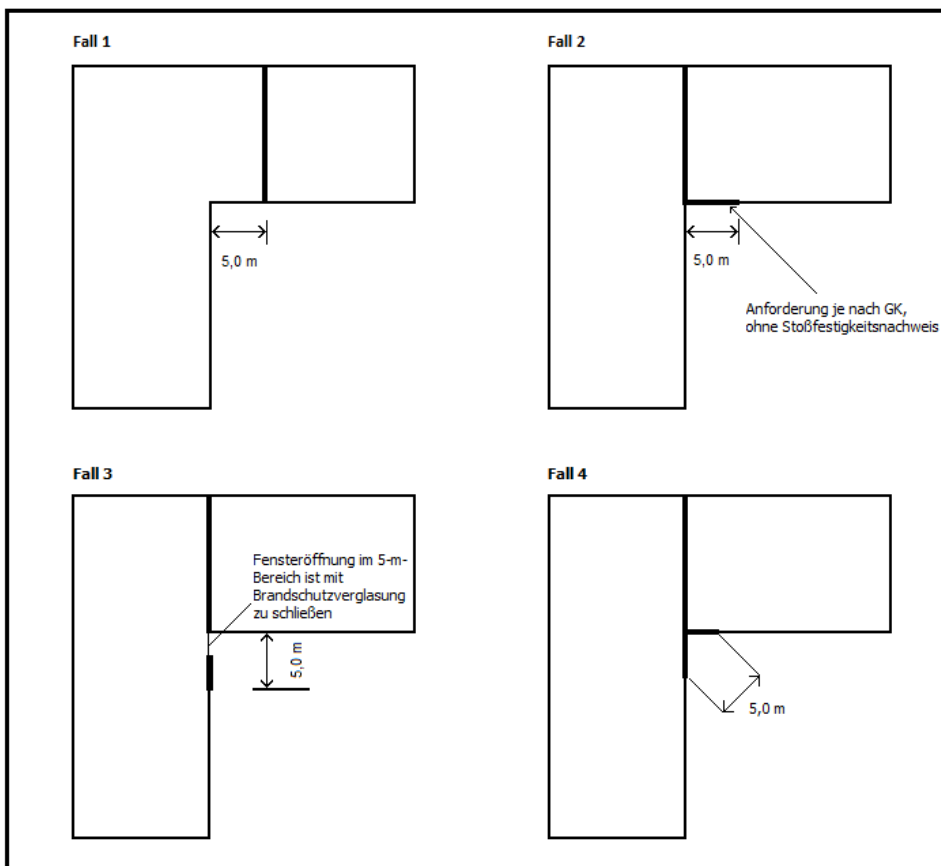 Fall 1
5,0 m
Fall 2
5,0 m
Anforderung je nach GK,
ohne Stoßfestigkeitsnachweis
Fall 3
Fensteröffnung im 5-m-
Bereich ist mit
Brandschutzverglasung
zu schließen
5,0 m
Fall 4
5,0 m